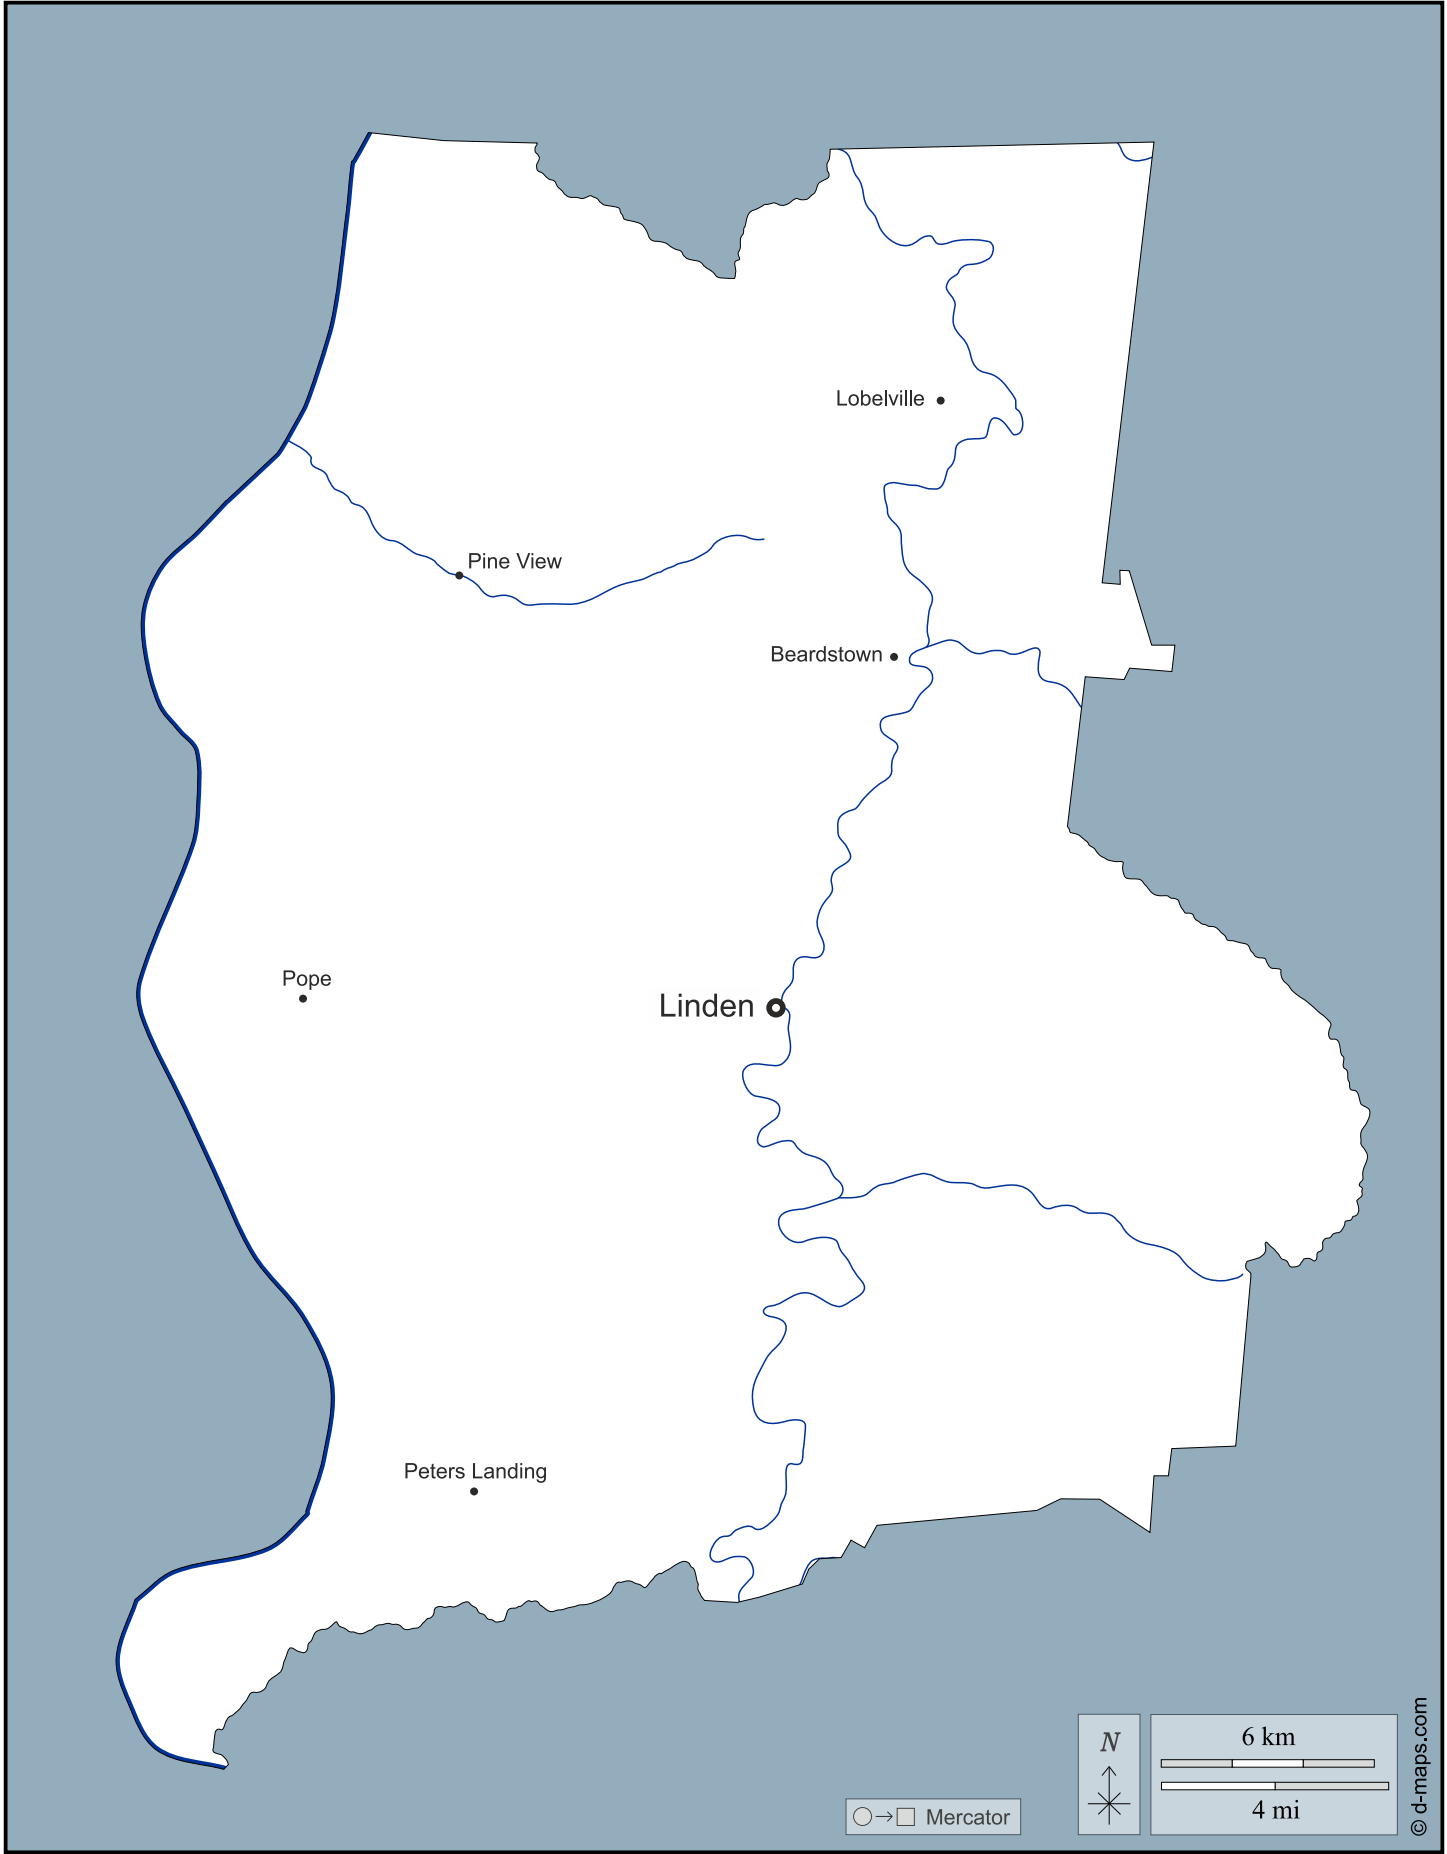 Lobelville
Pine View
Beardstown
Pope
Linden
Peters Landing
N
6 km
4 mi
Mercator
© d-maps.com